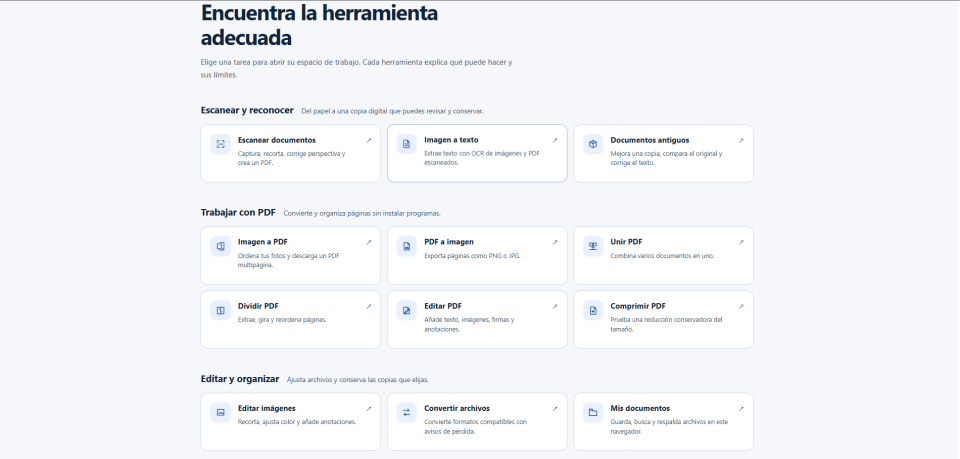 Encuentra la herramienta
adecuada
Elige una tarea para abrir su espacio de trabajo. Cada herramienta explica qué puede hacer y
sus límites.
Escanear y reconocer Del papel a una copia digital que puedes revisar y conservar.
Escanear documentos
Captura, recorta, corrige perspectiva y
crea un PDF.
Imagen a texto
Extrae texto con OCR de imágenes y PDF
escaneados.
Documentos antiguos
Mejora una copia, compara el original y
corrige el texto.
Trabajar con PDF Convierte y organiza páginas sin instalar programas.
Imagen a PDF
Ordena tus fotos y descarga un PDF
multipágina.
PDF a imagen
Exporta páginas como PNG o JPG.
Unir PDF
Combina varios documentos en uno.
Dividir PDF
Extrae, gira y reordena páginas.
Editar PDF
Añade texto, imágenes, firmas y
anotaciones.
Comprimir PDF
Prueba una reducción conservadora del
tamaño.
Editar y organizar Ajusta archivos y conserva las copias que elijas.
Editar imágenes
Recorta, ajusta color y añade anotaciones.
Convertir archivos
Convierte formatos compatibles con
avisos de pérdida.
Mis documentos
Guarda, busca y respalda archivos en este
navegador.